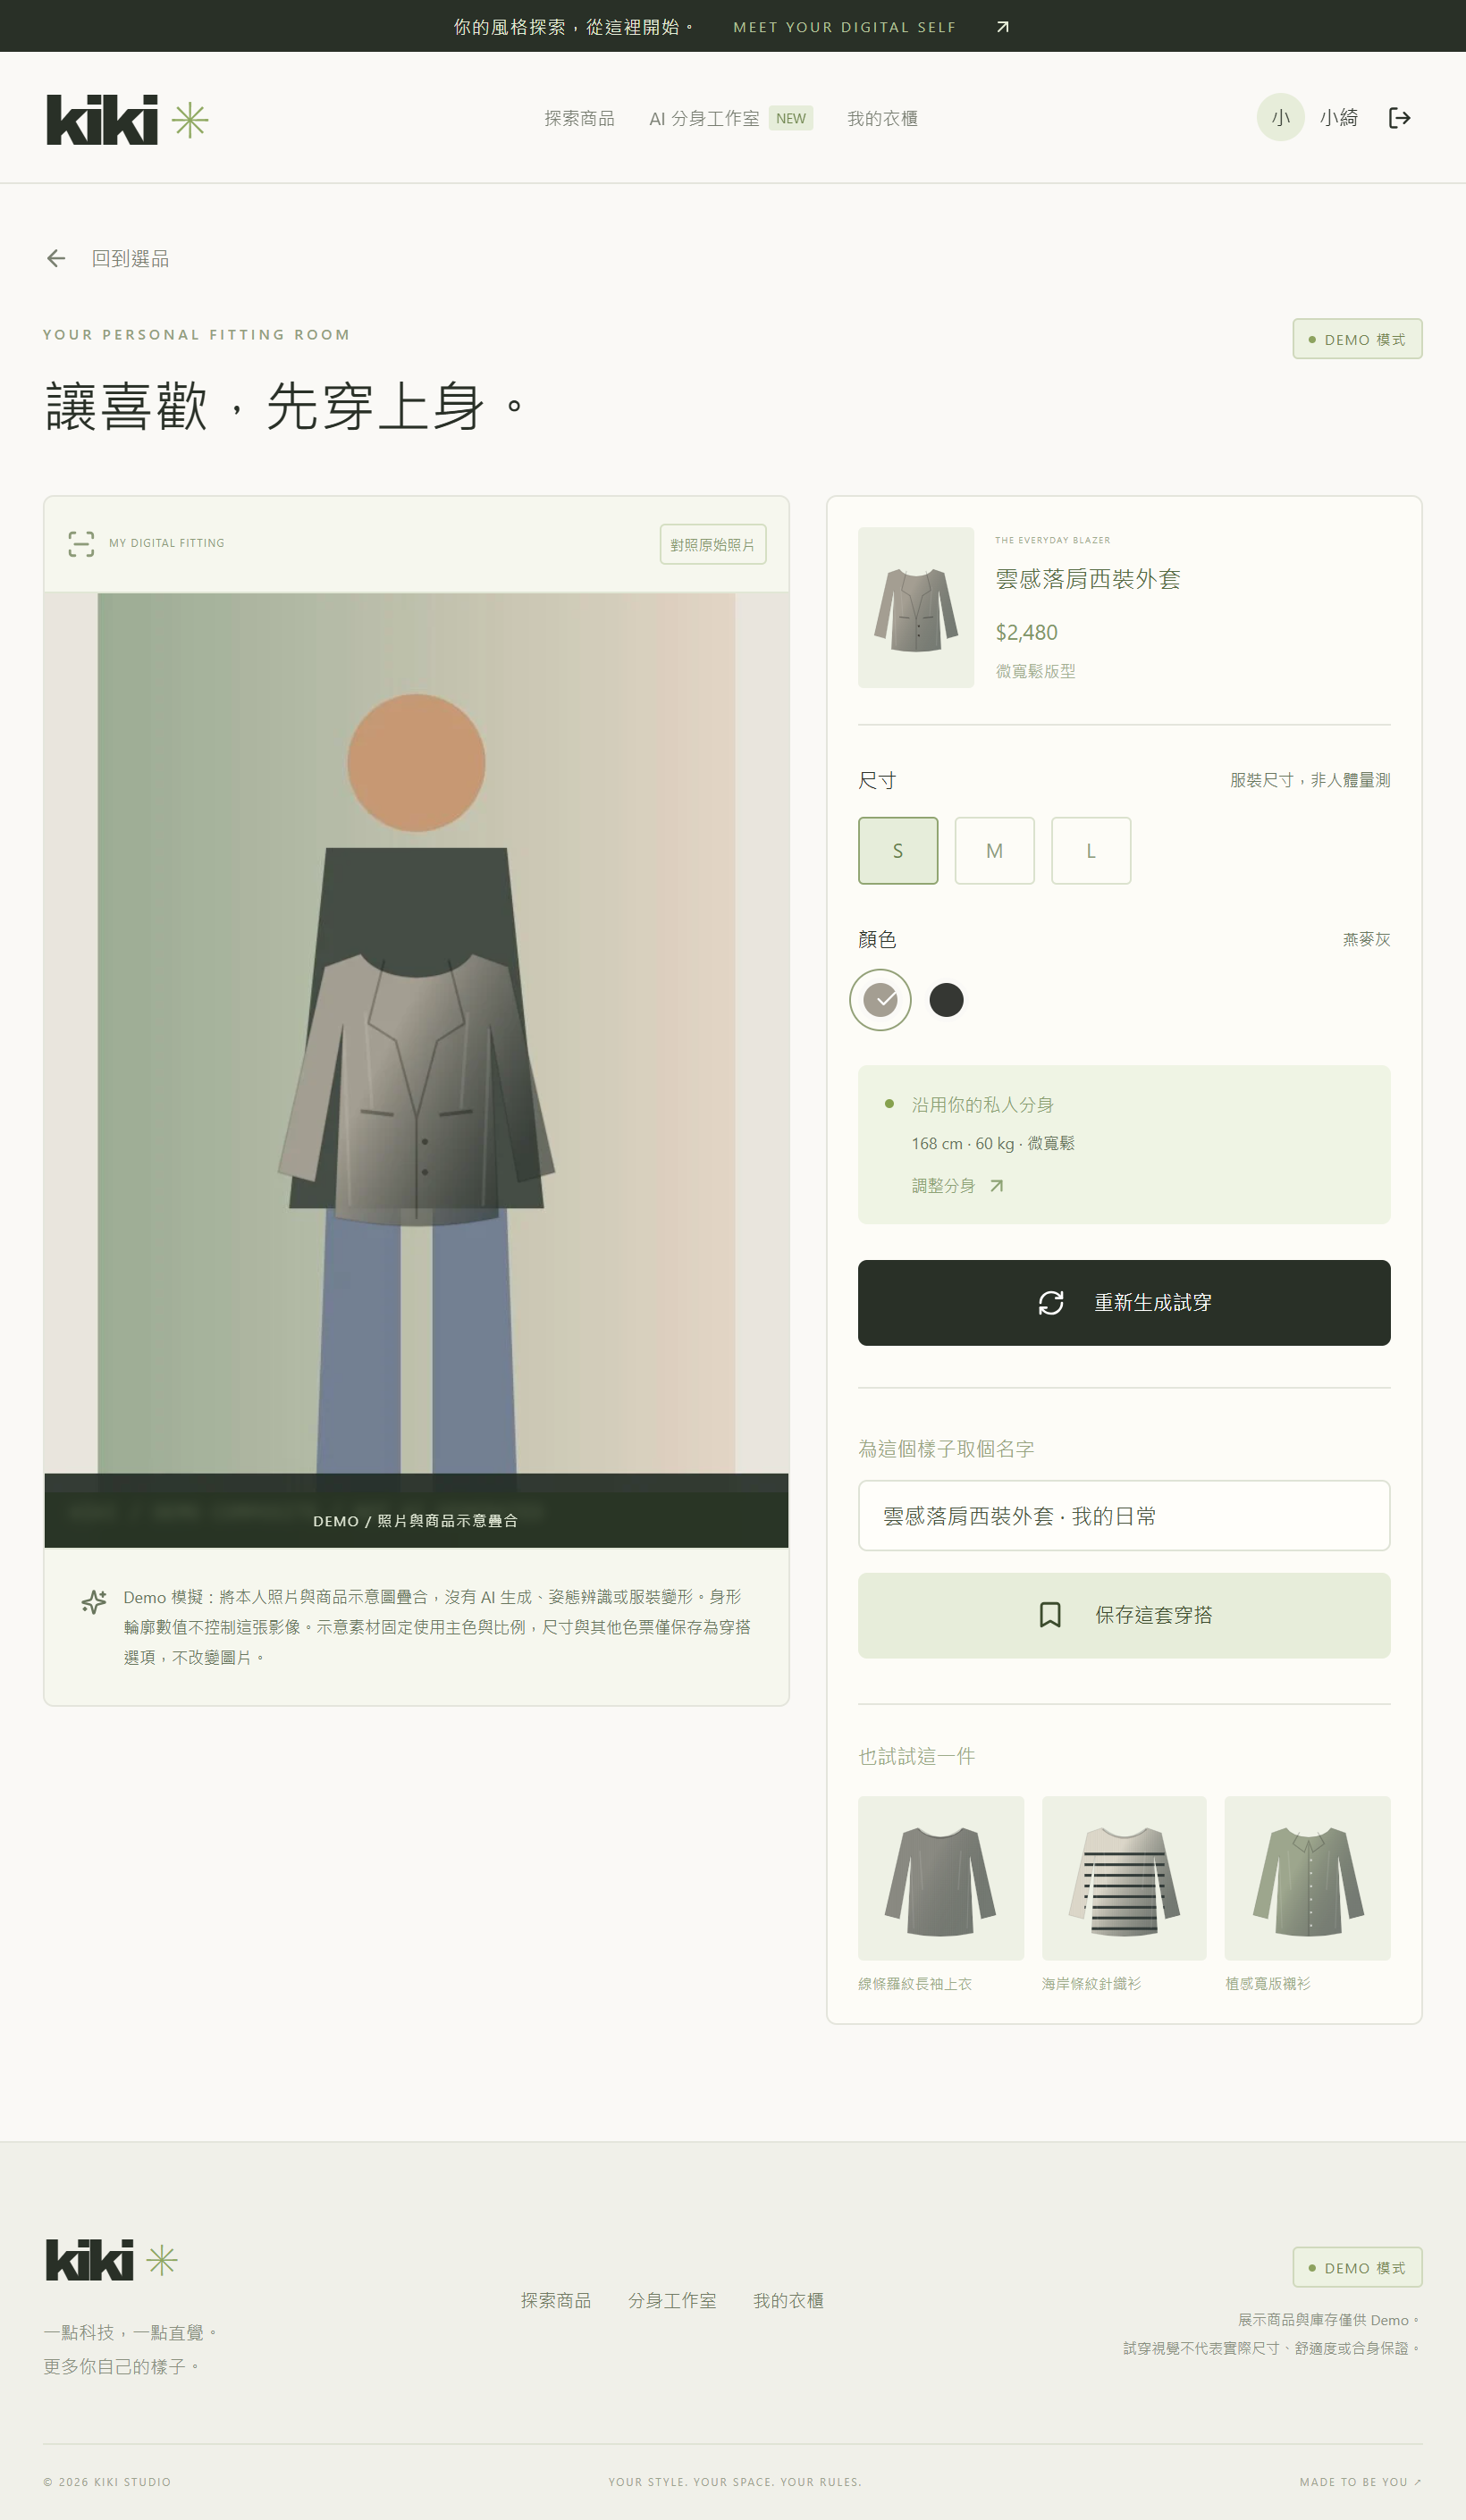 你的風格探索，從這裡開始。 MEET YOUR DIGITAL SELF
kiki
探索商品 AI 分身工作室 NEW 我的衣櫃
小 小綺
回到選品
YOUR PERSONAL FITTING ROOM
DEMO 模式
讓喜歡，先穿上身。
MY DIGITAL FITTING
對照原始照片
DEMO / 照片與商品示意疊合
Demo 模擬：將本人照片與商品示意圖疊合，沒有 AI 生成、姿態辨識或服裝變形。身形
輪廓數值不控制這張影像。示意素材固定使用主色與比例，尺寸與其他色票僅保存為穿搭
選項，不改變圖片。
THE EVERYDAY BLAZER
雲感落肩西裝外套
$2,480
微寬鬆版型
尺寸 服裝尺寸，非人體量測
S M L
顏色 燕麥灰
沿用你的私人分身
168 cm · 60 kg · 微寬鬆
調整分身
重新生成試穿
為這個樣子取個名字
雲感落肩西裝外套 · 我的日常
保存這套穿搭
也試試這一件
線條羅紋長袖上衣 海岸條紋針織衫 植感寬版襯衫
kiki
一點科技，一點直覺。
更多你自己的樣子。
探索商品 分身工作室 我的衣櫃
DEMO 模式
展示商品與庫存僅供 Demo。
試穿視覺不代表實際尺寸、舒適度或合身保證。
© 2026 KIKI STUDIO YOUR STYLE. YOUR SPACE. YOUR RULES. MADE TO BE YOU ↗